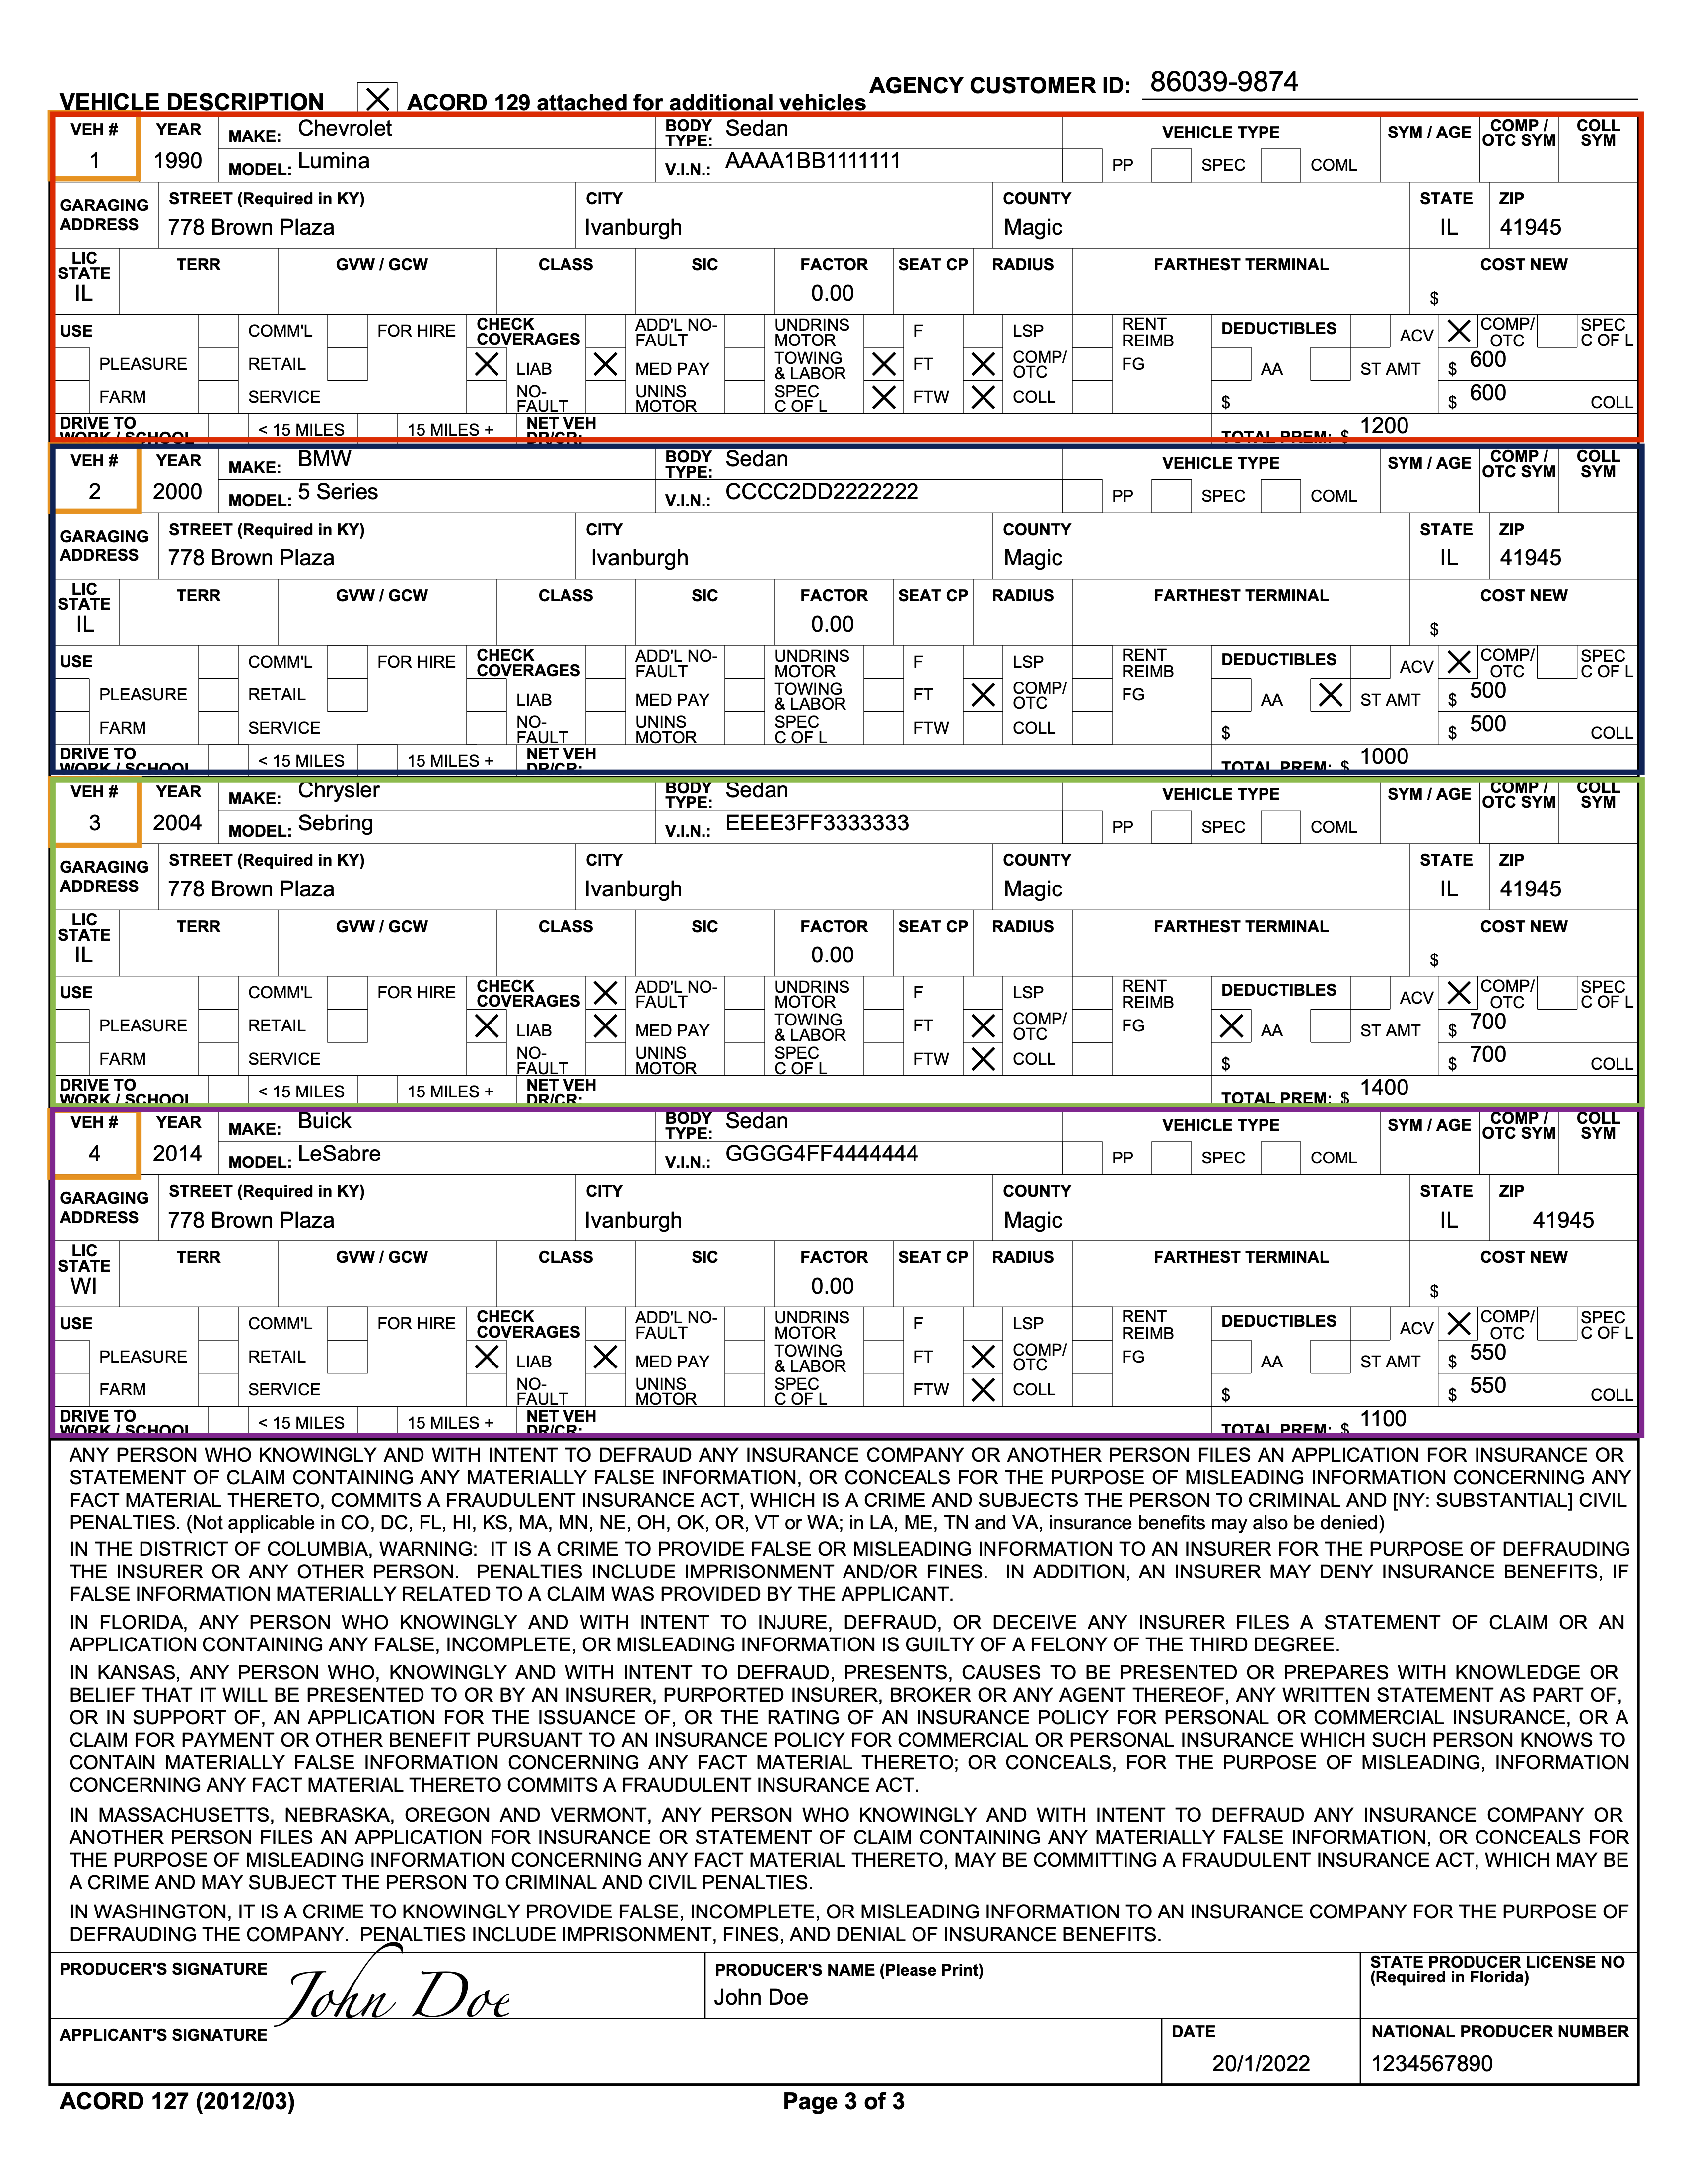 AGENCY CUSTOMER ID: 86039-9874
VEHICLE DESCRIPTION X ACORD 129 attached for additional vehicles
VEH # YEAR MAKE: Chevrolet BODY TYPE: Sedan VEHICLE TYPE SYM / AGE COMP / OTC SYM COLL SYM
1 1990 MODEL: Lumina V.I.N.: AAAA1BB1111111 PP SPEC COML
GARAGING ADDRESS STREET (Required in KY) CITY COUNTY STATE ZIP
778 Brown Plaza Ivanburgh Magic IL 41945
LIC STATE TERR GVW / GCW CLASS SIC FACTOR SEAT CP RADIUS FARTHEST TERMINAL COST NEW
IL 0.00 $
USE COMM'L FOR HIRE CHECK COVERAGES ADD'L NO-FAULT UNDRINS MOTOR F LSP RENT REIMB DEDUCTIBLES ACV X COMP/ OTC SPEC C OF L
PLEASURE RETAIL X LIAB X MED PAY TOWING & LABOR X FT X COMP/ OTC FG AA ST AMT $ 600
FARM SERVICE NO-FAULT UNINS MOTOR SPEC C OF L X FTW X COLL $ $ 600 COLL
DRIVE TO WORK / SCHOOL < 15 MILES 15 MILES + NET VEH DR/CR: TOTAL PREM: $ 1200
VEH # YEAR MAKE: BMW BODY TYPE: Sedan VEHICLE TYPE SYM / AGE COMP / OTC SYM COLL SYM
2 2000 MODEL: 5 Series V.I.N.: CCCC2DD2222222 PP SPEC COML
GARAGING ADDRESS STREET (Required in KY) CITY COUNTY STATE ZIP
778 Brown Plaza Ivanburgh Magic IL 41945
LIC STATE TERR GVW / GCW CLASS SIC FACTOR SEAT CP RADIUS FARTHEST TERMINAL COST NEW
IL 0.00 $
USE COMM'L FOR HIRE CHECK COVERAGES ADD'L NO-FAULT UNDRINS MOTOR F LSP RENT REIMB DEDUCTIBLES ACV X COMP/ OTC SPEC C OF L
PLEASURE RETAIL LIAB MED PAY TOWING & LABOR FT X COMP/ OTC FG AA X ST AMT $ 500
FARM SERVICE NO-FAULT UNINS MOTOR SPEC C OF L FTW COLL $ $ 500 COLL
DRIVE TO WORK / SCHOOL < 15 MILES 15 MILES + NET VEH DR/CR: TOTAL PREM: $ 1000
VEH # YEAR MAKE: Chrysler BODY TYPE: Sedan VEHICLE TYPE SYM / AGE COMP / OTC SYM COLL SYM
3 2004 MODEL: Sebring V.I.N.: EEEE3FF3333333 PP SPEC COML
GARAGING ADDRESS STREET (Required in KY) CITY COUNTY STATE ZIP
778 Brown Plaza Ivanburgh Magic IL 41945
LIC STATE TERR GVW / GCW CLASS SIC FACTOR SEAT CP RADIUS FARTHEST TERMINAL COST NEW
IL 0.00 $
USE COMM'L FOR HIRE CHECK COVERAGES X ADD'L NO-FAULT UNDRINS MOTOR F LSP RENT REIMB DEDUCTIBLES ACV X COMP/ OTC SPEC C OF L
PLEASURE RETAIL X LIAB X MED PAY TOWING & LABOR FT X COMP/ OTC FG X AA ST AMT $ 700
FARM SERVICE NO-FAULT UNINS MOTOR SPEC C OF L FTW X COLL $ $ 700 COLL
DRIVE TO WORK / SCHOOL < 15 MILES 15 MILES + NET VEH DR/CR: TOTAL PREM: $ 1400
VEH # YEAR MAKE: Buick BODY TYPE: Sedan VEHICLE TYPE SYM / AGE COMP / OTC SYM COLL SYM
4 2014 MODEL: LeSabre V.I.N.: GGGG4FF4444444 PP SPEC COML
GARAGING ADDRESS STREET (Required in KY) CITY COUNTY STATE ZIP
778 Brown Plaza Ivanburgh Magic IL 41945
LIC STATE TERR GVW / GCW CLASS SIC FACTOR SEAT CP RADIUS FARTHEST TERMINAL COST NEW
WI 0.00 $
USE COMM'L FOR HIRE CHECK COVERAGES ADD'L NO-FAULT UNDRINS MOTOR F LSP RENT REIMB DEDUCTIBLES ACV X COMP/ OTC SPEC C OF L
PLEASURE RETAIL X LIAB X MED PAY TOWING & LABOR FT X COMP/ OTC FG AA ST AMT $ 550
FARM SERVICE NO-FAULT UNINS MOTOR SPEC C OF L FTW X COLL $ $ 550 COLL
DRIVE TO WORK / SCHOOL < 15 MILES 15 MILES + NET VEH DR/CR: TOTAL PREM: $ 1100
ANY PERSON WHO KNOWINGLY AND WITH INTENT TO DEFRAUD ANY INSURANCE COMPANY OR ANOTHER PERSON FILES AN APPLICATION FOR INSURANCE OR
STATEMENT OF CLAIM CONTAINING ANY MATERIALLY FALSE INFORMATION, OR CONCEALS FOR THE PURPOSE OF MISLEADING INFORMATION CONCERNING ANY
FACT MATERIAL THERETO, COMMITS A FRAUDULENT INSURANCE ACT, WHICH IS A CRIME AND SUBJECTS THE PERSON TO CRIMINAL AND [NY: SUBSTANTIAL] CIVIL
PENALTIES. (Not applicable in CO, DC, FL, HI, KS, MA, MN, NE, OH, OK, OR, VT or WA; in LA, ME, TN and VA, insurance benefits may also be denied)
IN THE DISTRICT OF COLUMBIA, WARNING: IT IS A CRIME TO PROVIDE FALSE OR MISLEADING INFORMATION TO AN INSURER FOR THE PURPOSE OF DEFRAUDING
THE INSURER OR ANY OTHER PERSON. PENALTIES INCLUDE IMPRISONMENT AND/OR FINES. IN ADDITION, AN INSURER MAY DENY INSURANCE BENEFITS, IF
FALSE INFORMATION MATERIALLY RELATED TO A CLAIM WAS PROVIDED BY THE APPLICANT.
IN FLORIDA, ANY PERSON WHO KNOWINGLY AND WITH INTENT TO INJURE, DEFRAUD, OR DECEIVE ANY INSURER FILES A STATEMENT OF CLAIM OR AN
APPLICATION CONTAINING ANY FALSE, INCOMPLETE, OR MISLEADING INFORMATION IS GUILTY OF A FELONY OF THE THIRD DEGREE.
IN KANSAS, ANY PERSON WHO, KNOWINGLY AND WITH INTENT TO DEFRAUD, PRESENTS, CAUSES TO BE PRESENTED OR PREPARES WITH KNOWLEDGE OR
BELIEF THAT IT WILL BE PRESENTED TO OR BY AN INSURER, PURPORTED INSURER, BROKER OR ANY AGENT THEREOF, ANY WRITTEN STATEMENT AS PART OF,
OR IN SUPPORT OF, AN APPLICATION FOR THE ISSUANCE OF, OR THE RATING OF AN INSURANCE POLICY FOR PERSONAL OR COMMERCIAL INSURANCE, OR A
CLAIM FOR PAYMENT OR OTHER BENEFIT PURSUANT TO AN INSURANCE POLICY FOR COMMERCIAL OR PERSONAL INSURANCE WHICH SUCH PERSON KNOWS TO
CONTAIN MATERIALLY FALSE INFORMATION CONCERNING ANY FACT MATERIAL THERETO; OR CONCEALS, FOR THE PURPOSE OF MISLEADING, INFORMATION
CONCERNING ANY FACT MATERIAL THERETO COMMITS A FRAUDULENT INSURANCE ACT.
IN MASSACHUSETTS, NEBRASKA, OREGON AND VERMONT, ANY PERSON WHO KNOWINGLY AND WITH INTENT TO DEFRAUD ANY INSURANCE COMPANY OR
ANOTHER PERSON FILES AN APPLICATION FOR INSURANCE OR STATEMENT OF CLAIM CONTAINING ANY MATERIALLY FALSE INFORMATION, OR CONCEALS FOR
THE PURPOSE OF MISLEADING INFORMATION CONCERNING ANY FACT MATERIAL THERETO, MAY BE COMMITTING A FRAUDULENT INSURANCE ACT, WHICH MAY BE
A CRIME AND MAY SUBJECT THE PERSON TO CRIMINAL AND CIVIL PENALTIES.
IN WASHINGTON, IT IS A CRIME TO KNOWINGLY PROVIDE FALSE, INCOMPLETE, OR MISLEADING INFORMATION TO AN INSURANCE COMPANY FOR THE PURPOSE OF
DEFRAUDING THE COMPANY. PENALTIES INCLUDE IMPRISONMENT, FINES, AND DENIAL OF INSURANCE BENEFITS.
PRODUCER'S SIGNATURE John Doe PRODUCER'S NAME (Please Print) STATE PRODUCER LICENSE NO
(Required in Florida)
John Doe
APPLICANT'S SIGNATURE DATE NATIONAL PRODUCER NUMBER
20/1/2022 1234567890
ACORD 127 (2012/03) Page 3 of 3